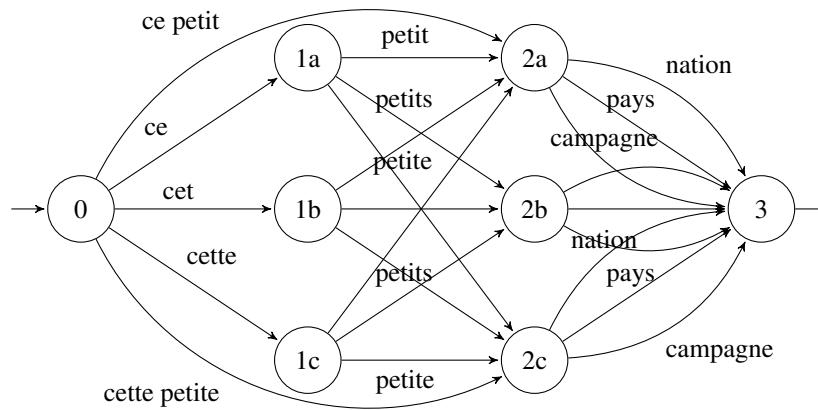 ce petit
1a
petit
2a
nation
petits
pays
ce
campagne
petite
0
cet
1b
2b
3
nation
cette
petits
pays
1c
petite
2c
campagne
cette petite